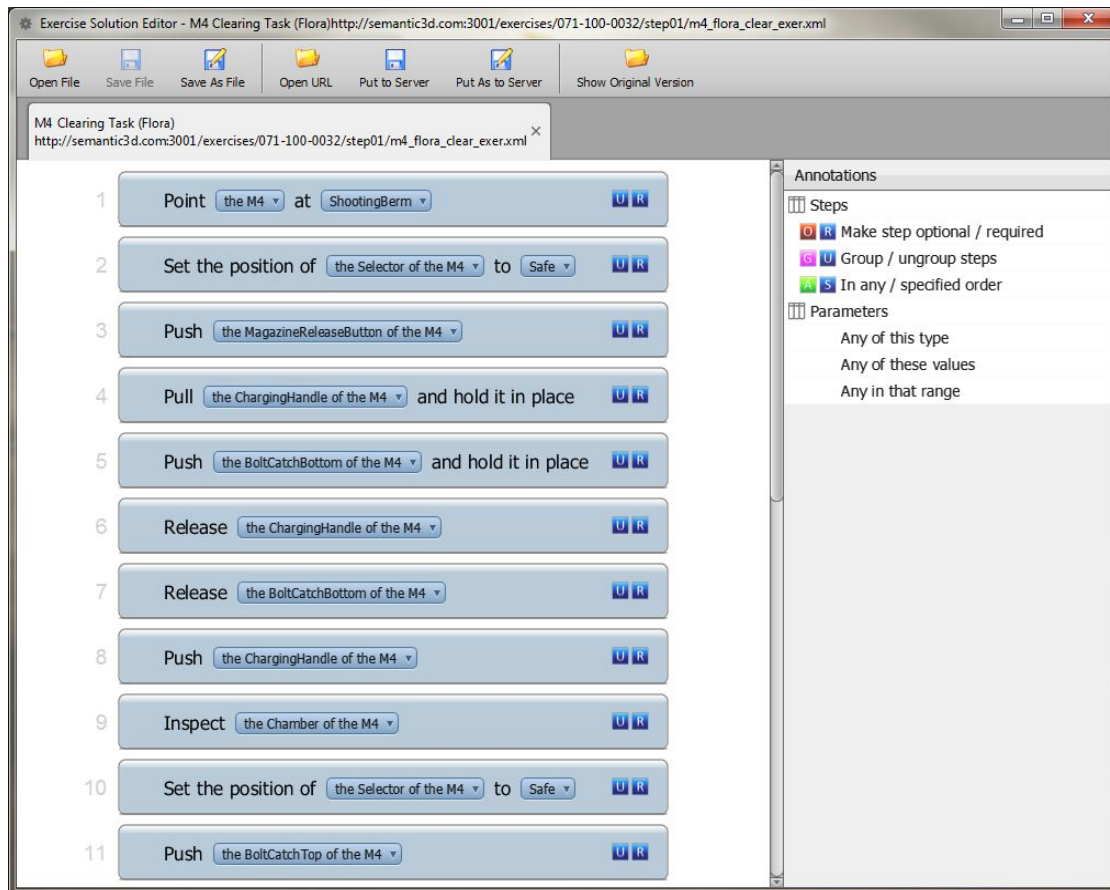 Exercise Solution Editor - M4 Clearing Task (Flora)http://semantic3d.com:3001/exercises/071-100-0032/step01/m4_flora_clear_exer.xml
Open File Save File Save As File Open URL Put to Server Put As to Server Show Original Version
M4 Clearing Task (Flora)
http://semantic3d.com:3001/exercises/071-100-0032/step01/m4_flora_clear_exer.xml
1 Point the M4 at ShootingBerm U R
2 Set the position of the Selector of the M4 to Safe U R
3 Push the MagazineReleaseButton of the M4 U R
4 Pull the ChargingHandle of the M4 and hold it in place U R
5 Push the BoltCatchBottom of the M4 and hold it in place U R
6 Release the ChargingHandle of the M4 U R
7 Release the BoltCatchBottom of the M4 U R
8 Push the ChargingHandle of the M4 U R
9 Inspect the Chamber of the M4 U R
10 Set the position of the Selector of the M4 to Safe U R
11 Push the BoltCatchTop of the M4 U R
Annotations
Steps
O R Make step optional / required
G U Group / ungroup steps
A S In any / specified order
Parameters
Any of this type
Any of these values
Any in that range